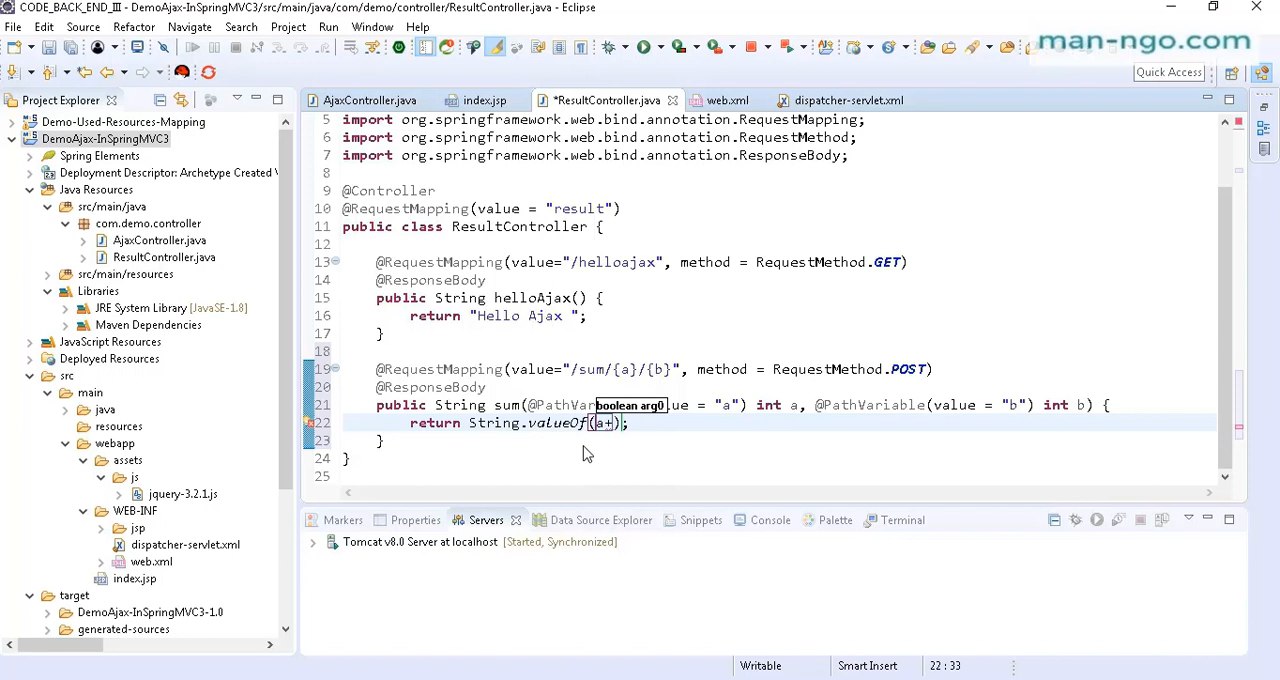 CODE_BACK_END_III - DemoAjax-InSpringMVC3/src/main/java/com/demo/controller/ResultController.java - Eclipse
File Edit Source Refactor Navigate Search Project Run Window Help
man-ngo.com
Quick Access
Project Explorer
AjaxController.java index.jsp *ResultController.java web.xml dispatcher-servlet.xml
Demo-Used-Resources-Mapping
DemoAjax-InSpringMVC3
Spring Elements
Deployment Descriptor: Archetype Created V
Java Resources
src/main/java
com.demo.controller
AjaxController.java
ResultController.java
src/main/resources
Libraries
JRE System Library [JavaSE-1.8]
Maven Dependencies
JavaScript Resources
Deployed Resources
src
main
java
resources
webapp
assets
js
jquery-3.2.1.js
WEB-INF
jsp
dispatcher-servlet.xml
web.xml
index.jsp
target
DemoAjax-InSpringMVC3-1.0
generated-sources
5 import org.springframework.web.bind.annotation.RequestMapping;
6 import org.springframework.web.bind.annotation.RequestMethod;
7 import org.springframework.web.bind.annotation.ResponseBody;
8
9 @Controller
10 @RequestMapping(value = "result")
11 public class ResultController {
12
13 @RequestMapping(value="/helloajax", method = RequestMethod.GET)
14 @ResponseBody
15 public String helloAjax() {
16 return "Hello Ajax ";
17 }
18
19 @RequestMapping(value="/sum/{a}/{b}", method = RequestMethod.POST)
20 @ResponseBody
21 public String sum(@PathVar boolean arg0 lue = "a") int a, @PathVariable(value = "b") int b) {
22 return String.valueOf(a+);
23 }
24 }
25
Markers Properties Servers Data Source Explorer Snippets Console Palette Terminal
Tomcat v8.0 Server at localhost [Started, Synchronized]
Writable Smart Insert 22 : 33